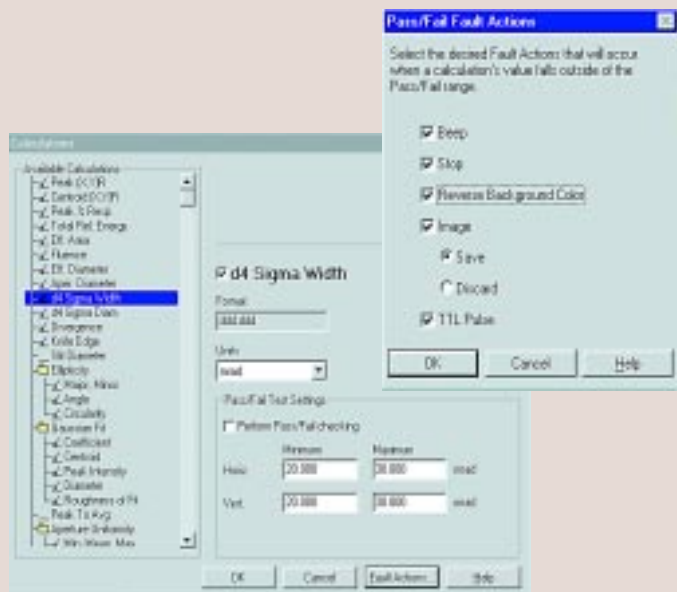 Pass/Fail Fault Actions
Select the desired Fault Actions that will occur
when a calculation's value falls outside of the
Pass/Fail range.
Beep
Stop
Reverse Background Color
Image
Save
Discard
TTL Pulse
OK Cancel Help
Calculations
Available Calculations
Peak (X,Y)R
Centroid (X,Y)R
Peak, % Resp.
Total Rel. Energy
Eff. Area
Fluence
Eff. Diameter
Aper. Diameter
d4 Sigma Width
d4 Sigma Diam
Divergence
Knife Edge
Diameter
Ellipticity
Major, Minor
Angle
Circularity
Gaussian Fit
Coefficient
Centroid
Peak Intensity
Diameter
Roughness of Fit
Peak To Avg.
Aperture Uniformity
Min, Mean, Max
d4 Sigma Width
Format
Units
mrad
Pass/Fail Test Settings
Perform Pass/Fail checking
Minimum Maximum
Horiz. 20.000 30.000 mrad
Vert. 20.000 30.000 mrad
OK Cancel Fault Actions... Help